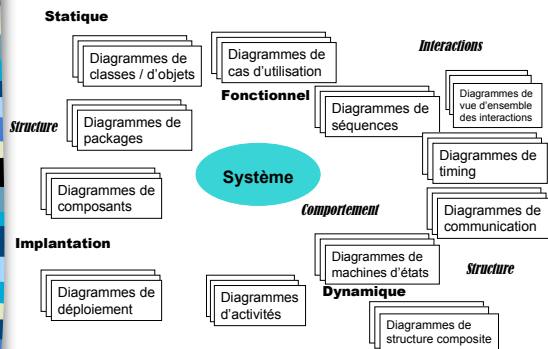 Statique
Diagrammes de
classes / d'objets
Diagrammes de
cas d'utilisation
Interactions
Fonctionnel
Diagrammes de
séquences
Diagrammes de
vue d'ensemble
des interactions
Structure
Diagrammes de
packages
Diagrammes de
timing
Système
Diagrammes de
composants
Comportement
Diagrammes de
communication
Implantation
Diagrammes de
machines d'états
Structure
Diagrammes de
déploiement
Diagrammes
d'activités
Dynamique
Diagrammes de
structure composite